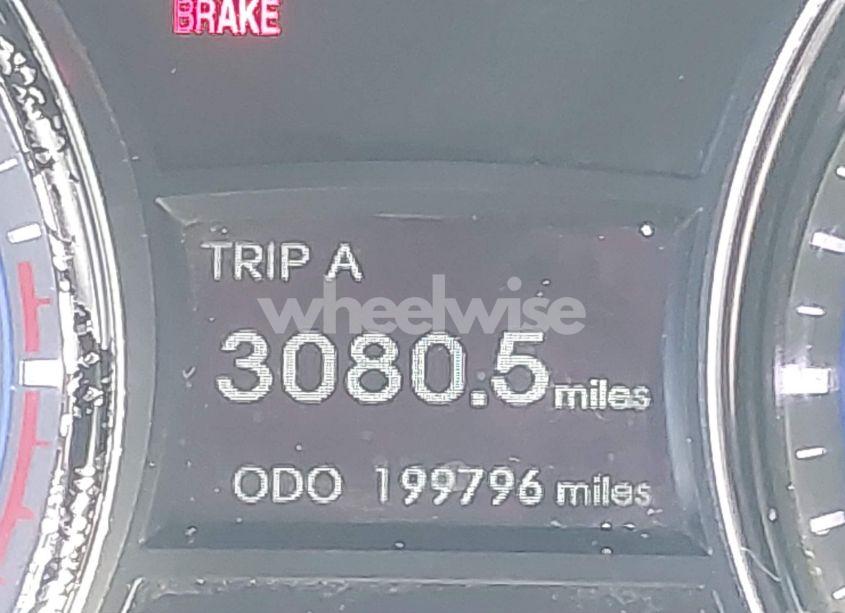 BRAKE
TRIP A
wheelwise
3080.5 miles
ODO 199796 miles